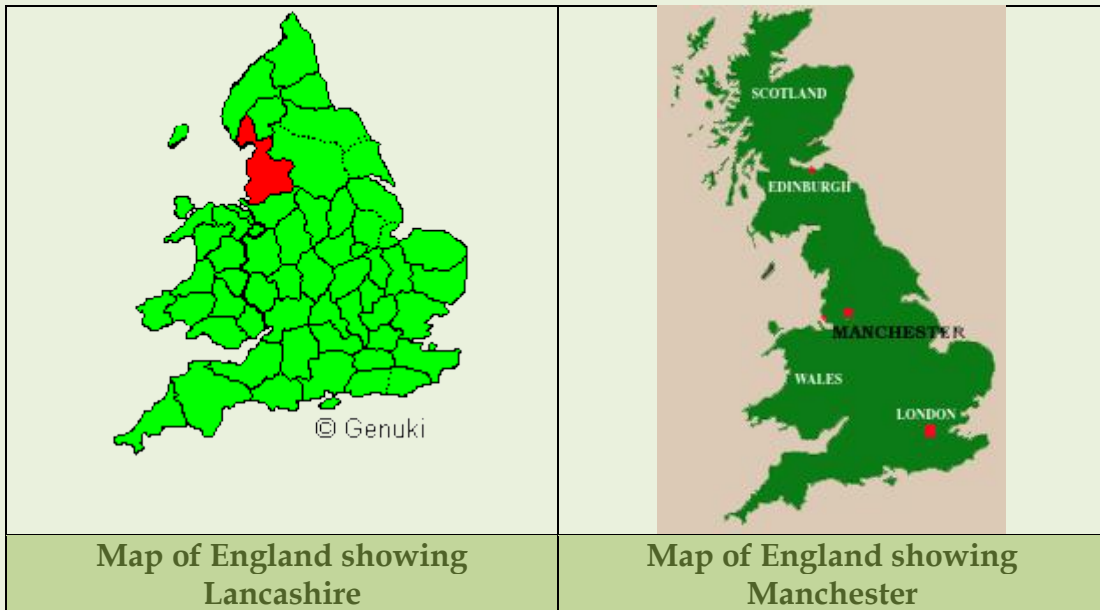 © Genuki
SCOTLAND
EDINBURGH
MANCHESTER
WALES
LONDON
Map of England showing
Lancashire
Map of England showing
Manchester